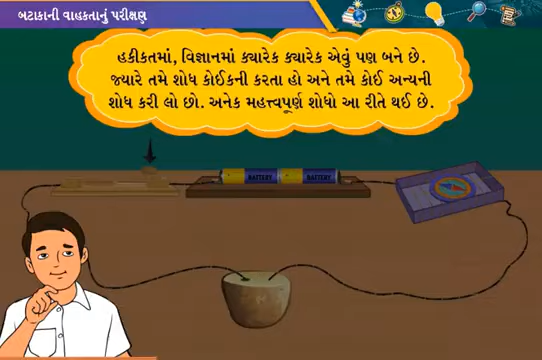 બટાકાની વાહકતાનું પરીક્ષણ
હકીકતમાં, વિજ્ઞાનમાં ક્યારેક ક્યારેક એવું પણ બને છે.
જ્યારે તમે શોધ કોઈકની કરતા હો અને તમે કોઈ અન્યની
શોધ કરી લો છો. અનેક મહત્ત્વપૂર્ણ શોધો આ રીતે થઈ છે.
BATTERY BATTERY